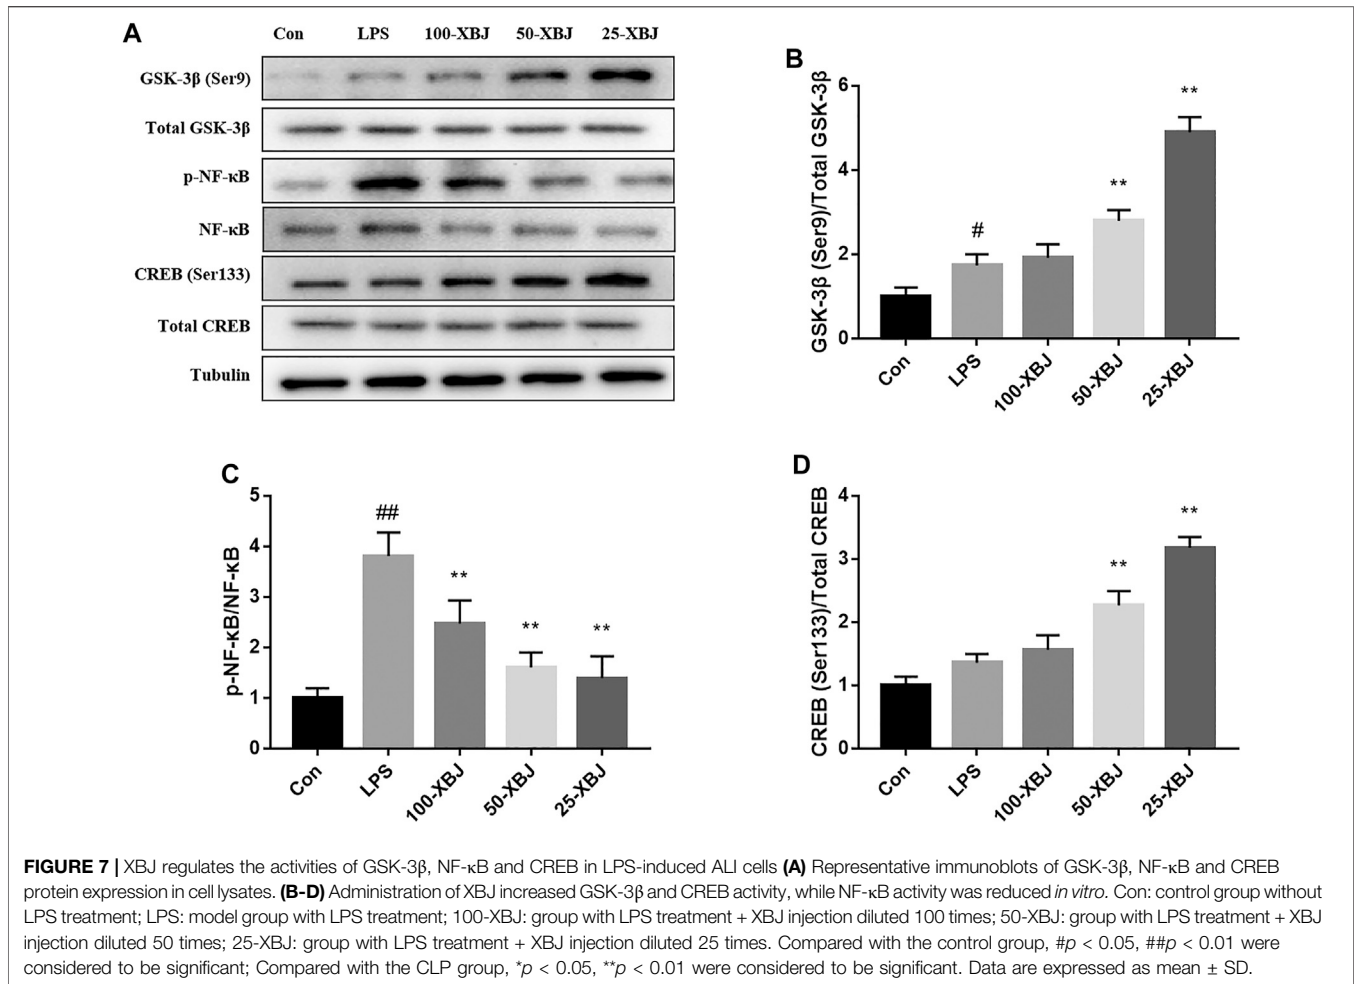 A
Con LPS 100-XBJ 50-XBJ 25-XBJ
GSK-3β (Ser9)
Total GSK-3β
p-NF-κB
NF-κB
CREB (Ser133)
Total CREB
Tubulin
B
GSK-3β (Ser9)/Total GSK-3β
6
4
2
0
#
**
**
Con LPS 100-XBJ 50-XBJ 25-XBJ
C
p-NF-κB/NF-κB
5
4
3
2
1
0
##
**
**
**
Con LPS 100-XBJ 50-XBJ 25-XBJ
D
CREB (Ser133)/Total CREB
4
3
2
1
0
**
**
Con LPS 100-XBJ 50-XBJ 25-XBJ
FIGURE 7 | XBJ regulates the activities of GSK-3β, NF-κB and CREB in LPS-induced ALI cells (A) Representative immunoblots of GSK-3β, NF-κB and CREB
protein expression in cell lysates. (B-D) Administration of XBJ increased GSK-3β and CREB activity, while NF-κB activity was reduced in vitro. Con: control group without
LPS treatment; LPS: model group with LPS treatment; 100-XBJ: group with LPS treatment + XBJ injection diluted 100 times; 50-XBJ: group with LPS treatment + XBJ
injection diluted 50 times; 25-XBJ: group with LPS treatment + XBJ injection diluted 25 times. Compared with the control group, #p < 0.05, ##p < 0.01 were
considered to be significant; Compared with the CLP group, *p < 0.05, **p < 0.01 were considered to be significant. Data are expressed as mean ± SD.